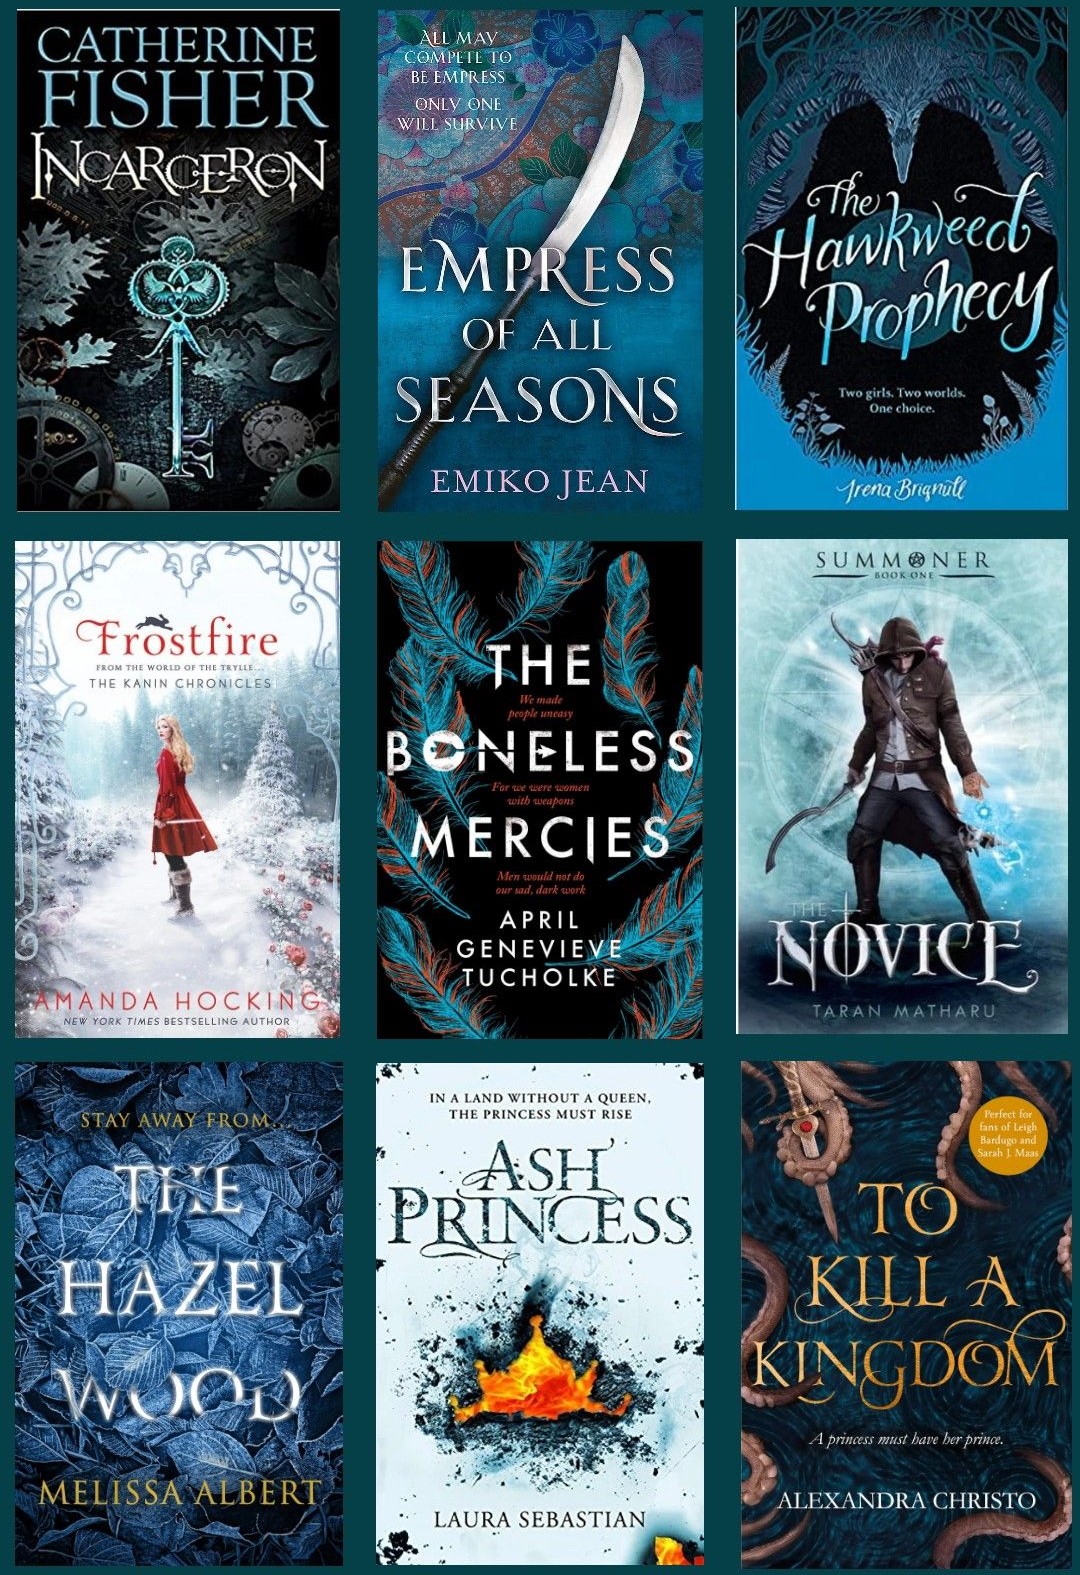 CATHERINE
FISHER
INCARCERON
ALL MAY
COMPETE TO
BE EMPRESS
ONLY ONE
WILL SURVIVE
EMPRESS
OF ALL
SEASONS
EMIKO JEAN
The
Hawkweed
Prophecy
Two girls. Two worlds.
One choice.
Irena Brignull
Frostfire
FROM THE WORLD OF THE TRYLLE...
THE KANIN CHRONICLES
AMANDA HOCKING
NEW YORK TIMES BESTSELLING AUTHOR
THE
We made
people uneasy
BONELESS
For we were women
with weapons
MERCIES
Men would not do
our sad, dark work
APRIL
GENEVIEVE
TUCHOLKE
SUMMONER
BOOK ONE
THE
NOVICE
TARAN MATHARU
STAY AWAY FROM...
THE
HAZEL
WOOD
MELISSA ALBERT
IN A LAND WITHOUT A QUEEN,
THE PRINCESS MUST RISE
ASH
PRINCESS
LAURA SEBASTIAN
Perfect for
fans of Leigh
Bardugo and
Sarah J. Maas
TO
KILL A
KINGDOM
A princess must have her prince.
ALEXANDRA CHRISTO